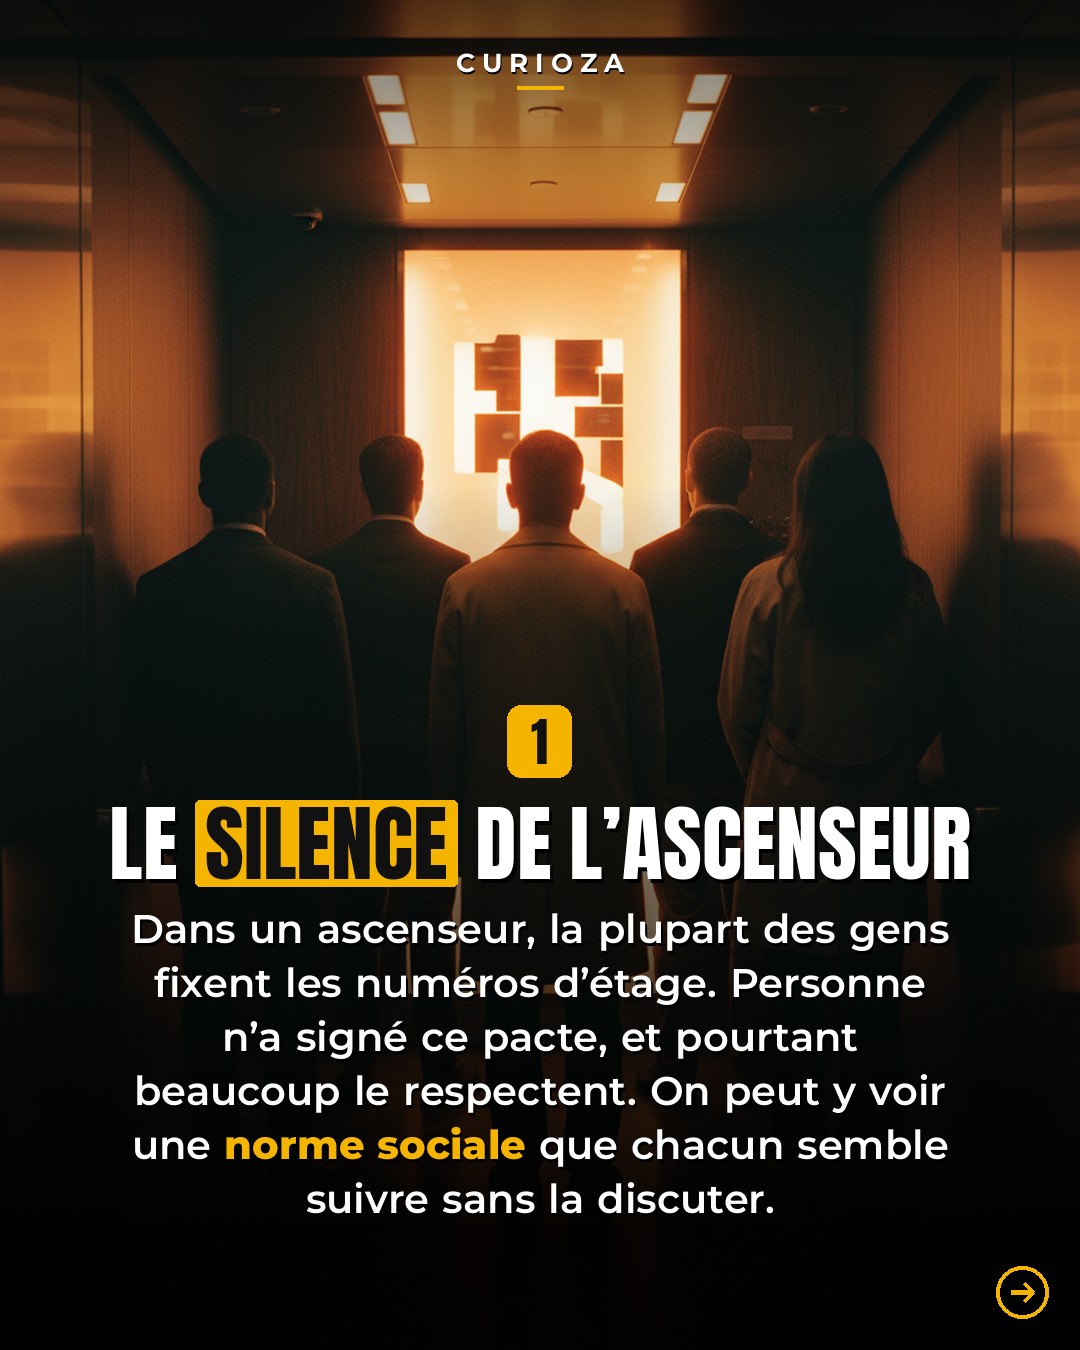 CURIOZA
1
LE SILENCE DE L’ASCENSEUR
Dans un ascenseur, la plupart des gens
fixent les numéros d’étage. Personne
n’a signé ce pacte, et pourtant
beaucoup le respectent. On peut y voir
une norme sociale que chacun semble
suivre sans la discuter.